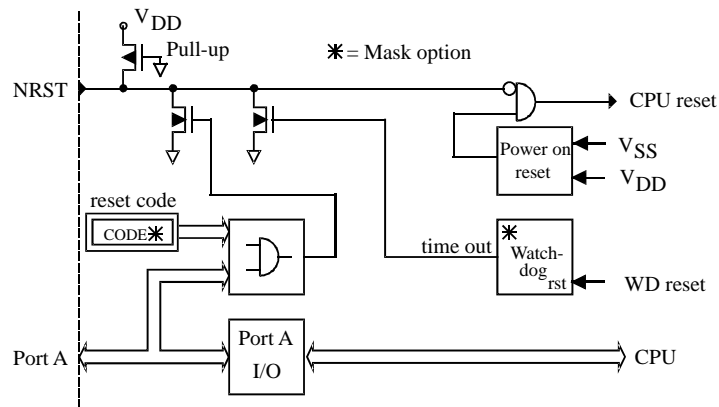 VDD
Pull-up
✳ = Mask option
NRST
CPU reset
Power on
reset
VSS
VDD
reset code
CODE✳
time out
✳
Watch-
dog
rst
WD reset
Port A
Port A
I/O
CPU